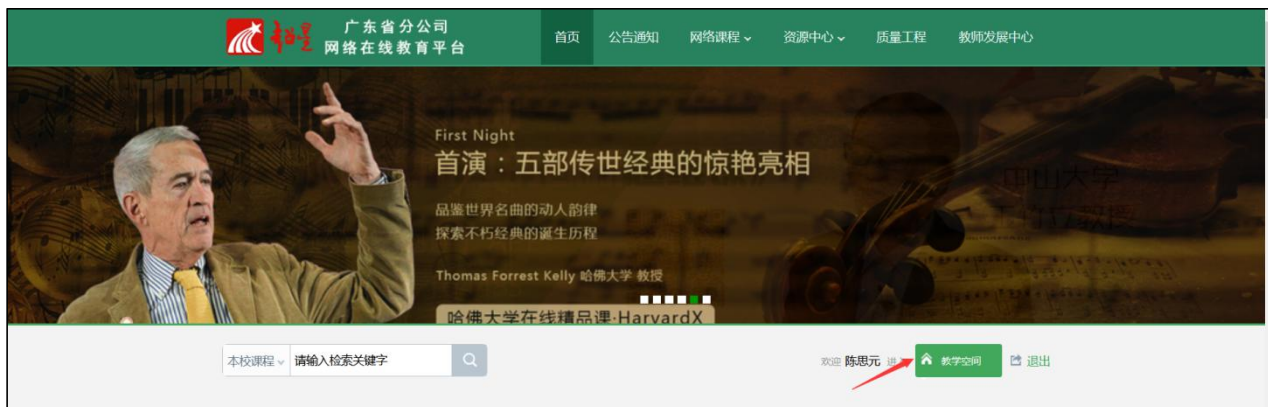 广东省分公司
网络在线教育平台
首页 公告通知 网络课程 资源中心 质量工程 教师发展中心
First Night
首演：五部传世经典的惊艳亮相
品鉴世界名曲的动人韵律
探索不朽经典的诞生历程
Thomas Forrest Kelly 哈佛大学 教授
哈佛大学在线精品课·HarvardX
中山大学
教授
本校课程 请输入检索关键字
欢迎 陈思元 进 教学空间 退出